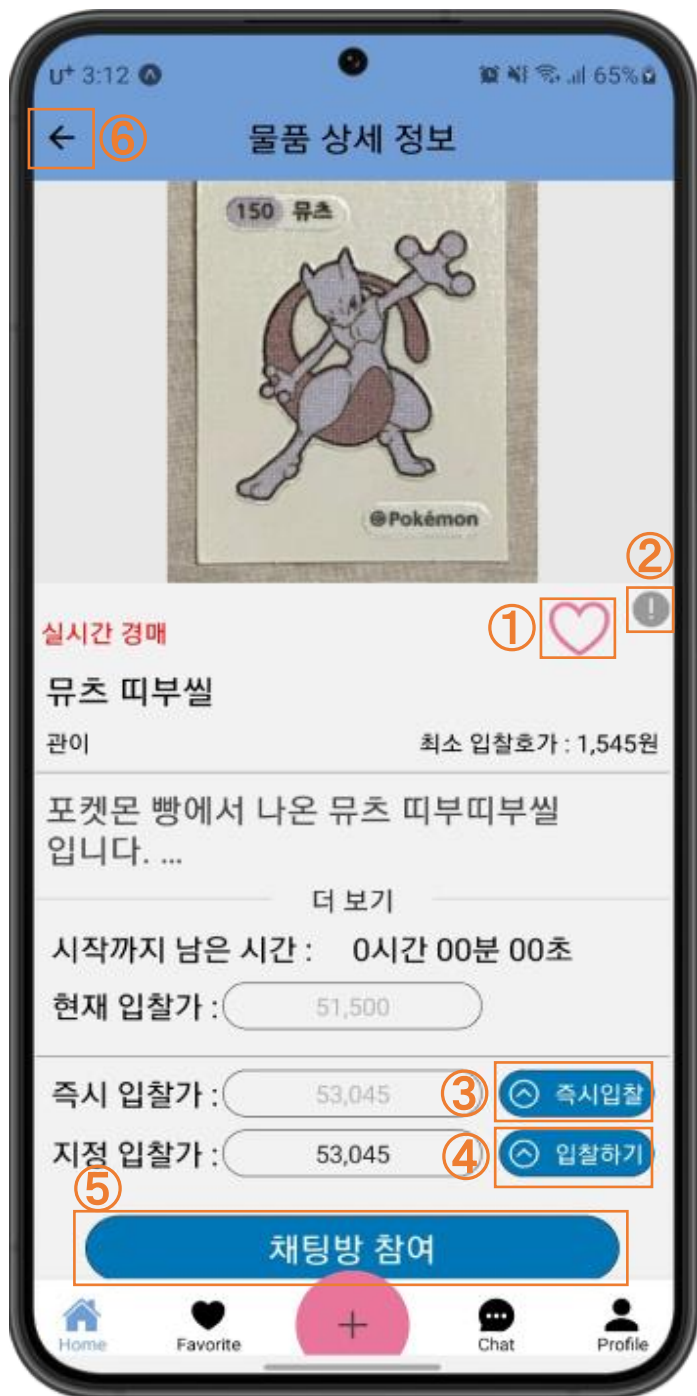 U+ 3:12 65%
⑥ 물품 상세 정보
150 뮤츠
Pokémon
②
실시간 경매 ①
뮤츠 띠부씰
관이 최소 입찰호가 : 1,545원
포켓몬 빵에서 나온 뮤츠 띠부띠부씰
입니다. ...
더 보기
시작까지 남은 시간 : 0시간 00분 00초
현재 입찰가 : 51,500
즉시 입찰가 : 53,045 ③ 즉시입찰
지정 입찰가 : 53,045 ④ 입찰하기
⑤
채팅방 참여
Home Favorite + Chat Profile